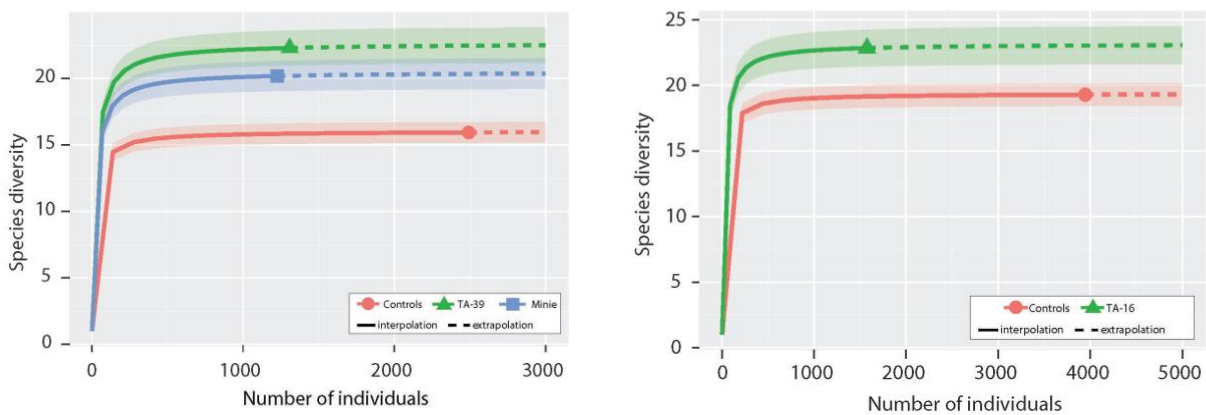 Species diversity
20
15
10
5
0
Controls TA-39 Minie
interpolation extrapolation
0 1000 2000 3000
Number of individuals
Species diversity
25
20
15
10
5
0
Controls TA-16
interpolation extrapolation
0 1000 2000 3000 4000 5000
Number of individuals